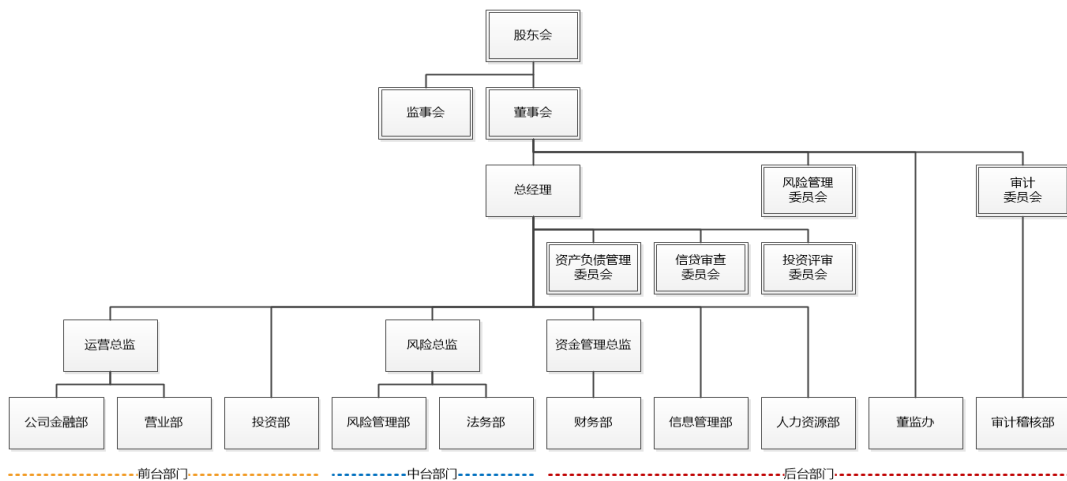 股东会
监事会
董事会
总经理
风险管理
委员会
审计
委员会
资产负债管理
委员会
信贷审查
委员会
投资评审
委员会
运营总监
风险总监
资金管理总监
公司金融部
营业部
投资部
风险管理部
法务部
财务部
信息管理部
人力资源部
董监办
审计稽核部
前台部门
中台部门
后台部门